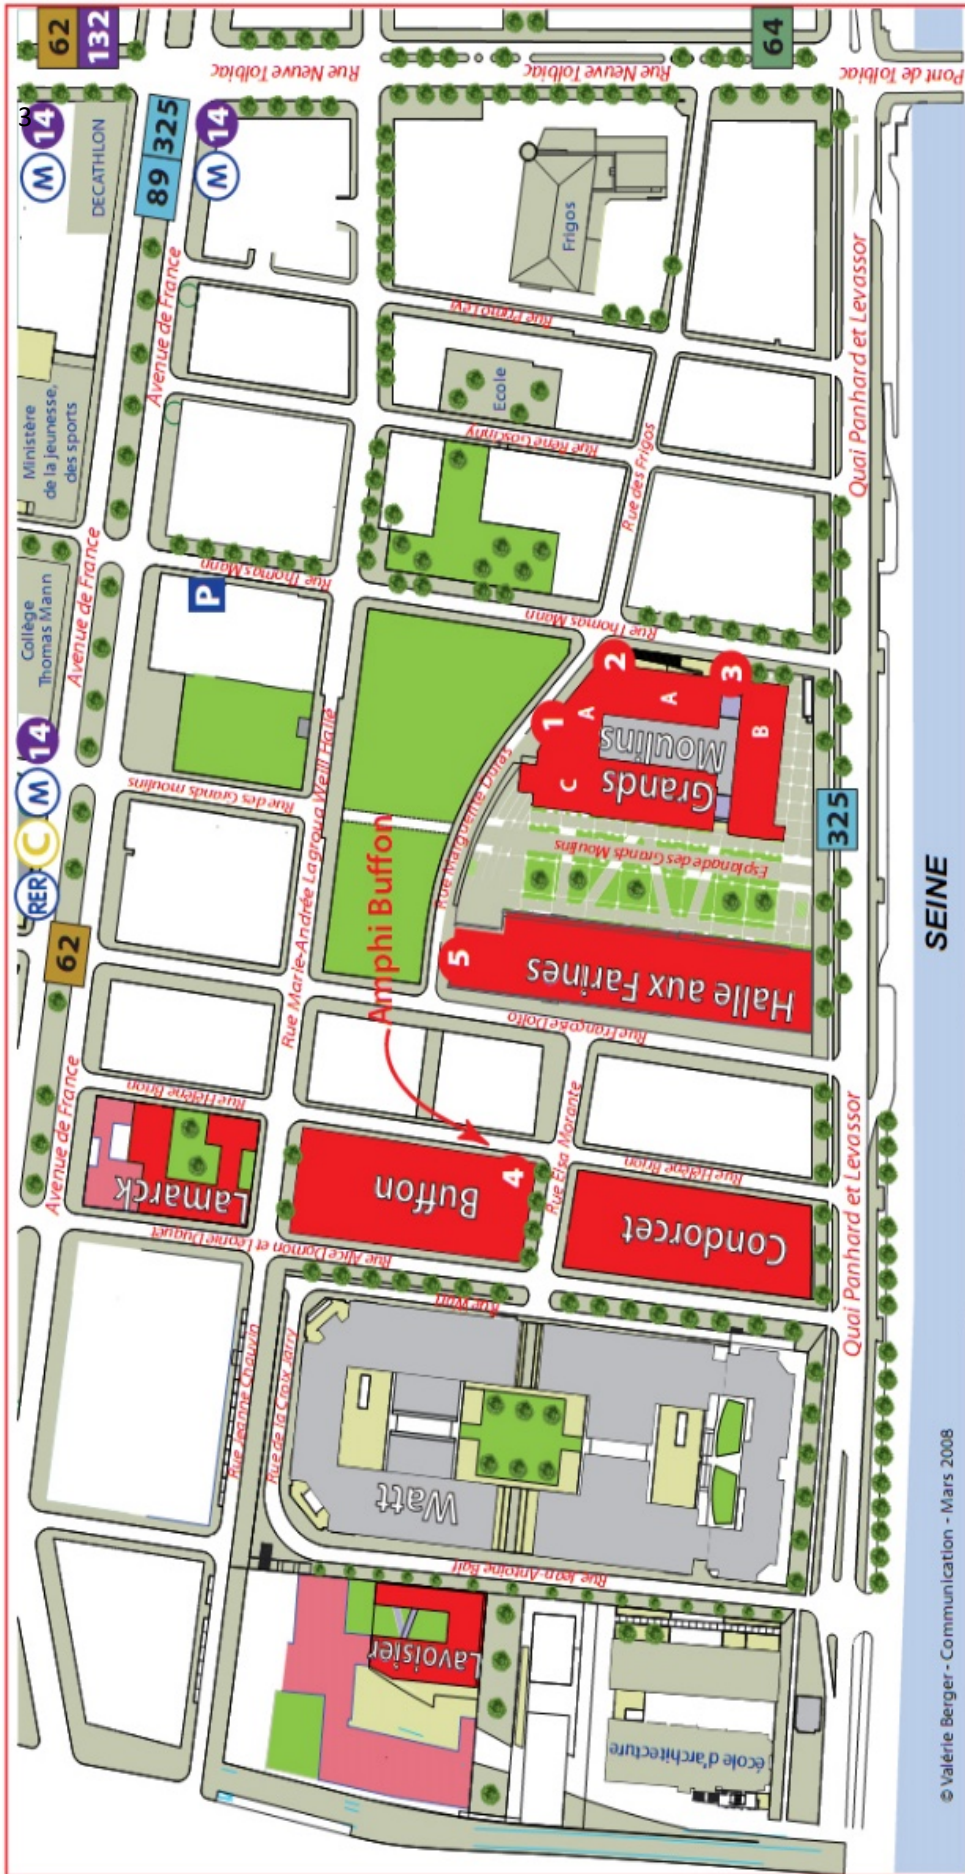 62
132
64
Rue Neuve Tolbiac
Rue Neuve Tolbiac
Pont de Tolbiac
3
M 14
DECATHLON
89 325
M 14
Frigos
Avenue de France
Rue Primo Levi
Quai Panhard et Levassor
Ministère
de la jeunesse,
des sports
Ecole
Rue René Goscinny
Rue des Frigos
Avenue de France
Rue Thomas Mann
P
Collège
Thomas Mann
Rue Thomas Mann
2
3
1
A
A
B
C
Grands
Moulins
RER C M 14
Rue des Grands moulins
Rue Marie-Andrée Lagroua Weill Hallé
Rue Marguerite Duras
Esplanade des Grands Moulins
325
62
Amphi Buffon
5
Halle aux Farines
SEINE
Rue Françoise Dolto
Avenue de France
Rue Hélène Brion
Lamarck
Buffon
4
Rue Elsa Morante
Rue Hélène Brion
Condorcet
Quai Panhard et Levassor
Rue Alice Domon et Léonie Duquet
Rue Watt
Rue Jeanne Chauvin
Rue de la Croix Jarry
Watt
Rue Jean-Antoine Baïf
Lavoisier
école d'architecture
© Valérie Berger - Communication - Mars 2008